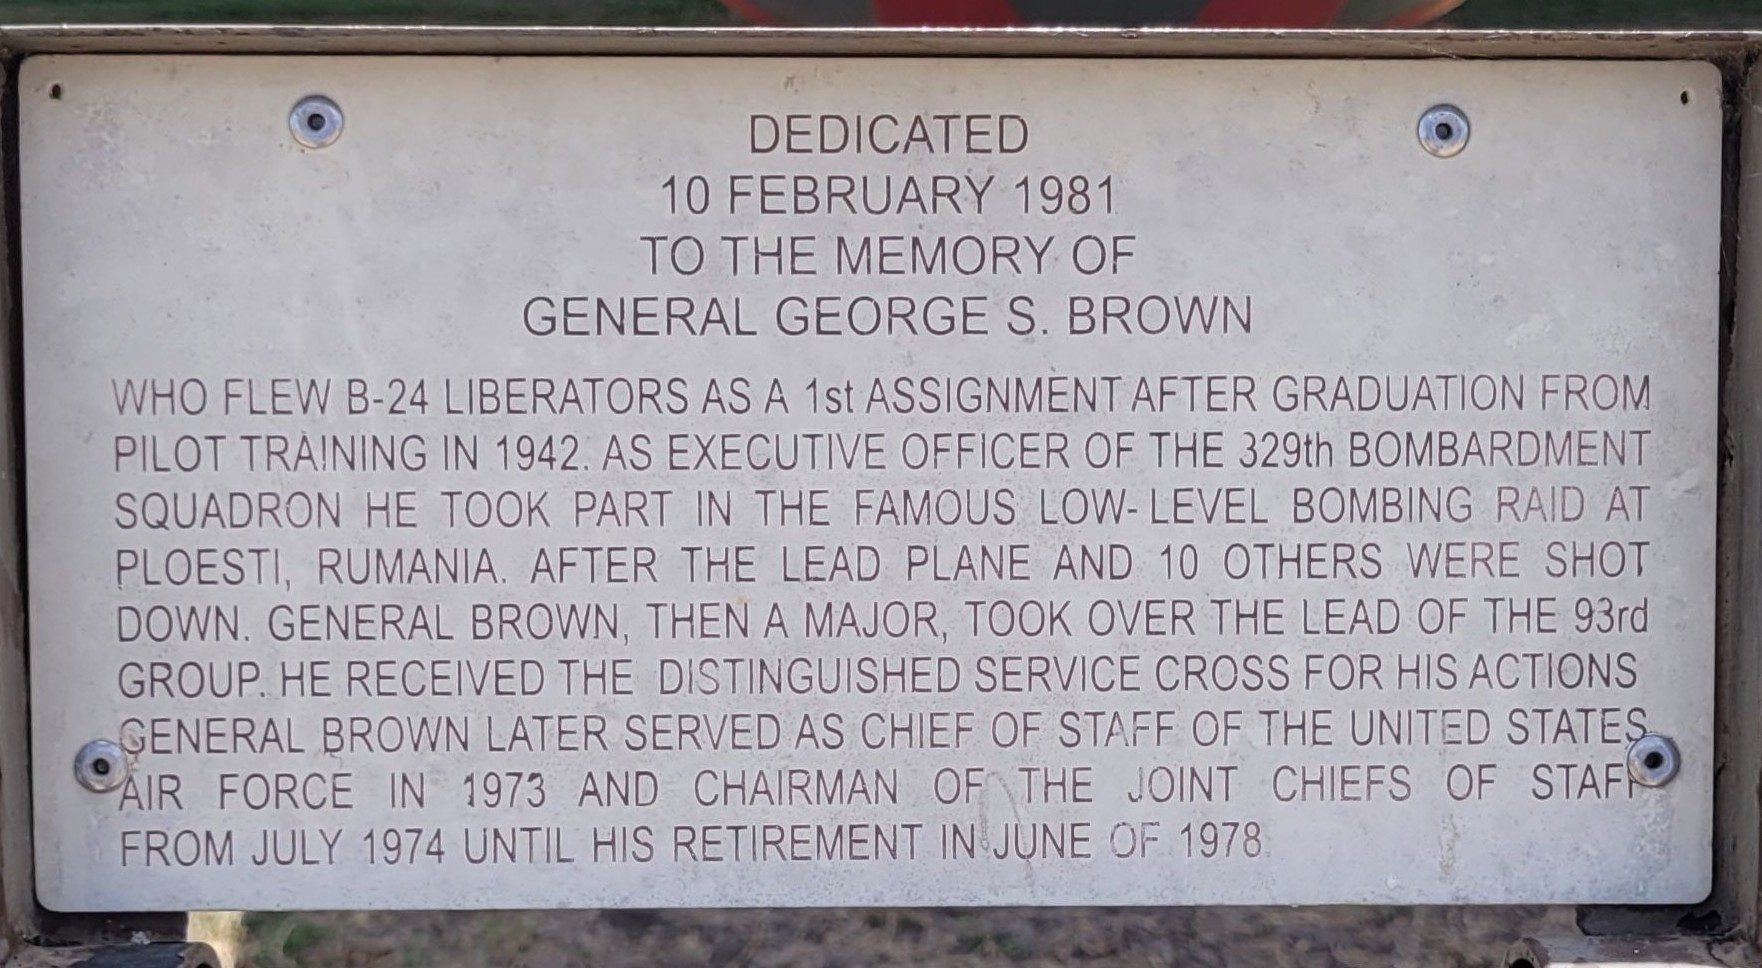 DEDICATED
10 FEBRUARY 1981
TO THE MEMORY OF
GENERAL GEORGE S. BROWN
WHO FLEW B-24 LIBERATORS AS A 1st ASSIGNMENT AFTER GRADUATION FROM
PILOT TRAINING IN 1942. AS EXECUTIVE OFFICER OF THE 329th BOMBARDMENT
SQUADRON HE TOOK PART IN THE FAMOUS LOW-LEVEL BOMBING RAID AT
PLOESTI, RUMANIA. AFTER THE LEAD PLANE AND 10 OTHERS WERE SHOT
DOWN. GENERAL BROWN, THEN A MAJOR, TOOK OVER THE LEAD OF THE 93rd
GROUP. HE RECEIVED THE DISTINGUISHED SERVICE CROSS FOR HIS ACTIONS
GENERAL BROWN LATER SERVED AS CHIEF OF STAFF OF THE UNITED STATES
AIR FORCE IN 1973 AND CHAIRMAN OF THE JOINT CHIEFS OF STAFF
FROM JULY 1974 UNTIL HIS RETIREMENT IN JUNE OF 1978